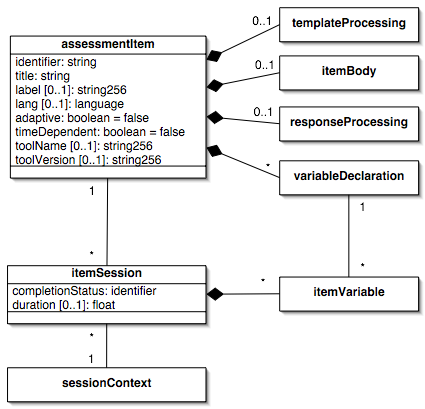 assessmentItem
identifier: string
title: string
label [0..1]: string256
lang [0..1]: language
adaptive: boolean = false
timeDependent: boolean = false
toolName [0..1]: string256
toolVersion [0..1]: string256
0..1
templateProcessing
0..1
itemBody
0..1
responseProcessing
*
variableDeclaration
1
1
*
*
itemSession
completionStatus: identifier
duration [0..1]: float
*
itemVariable
*
1
sessionContext